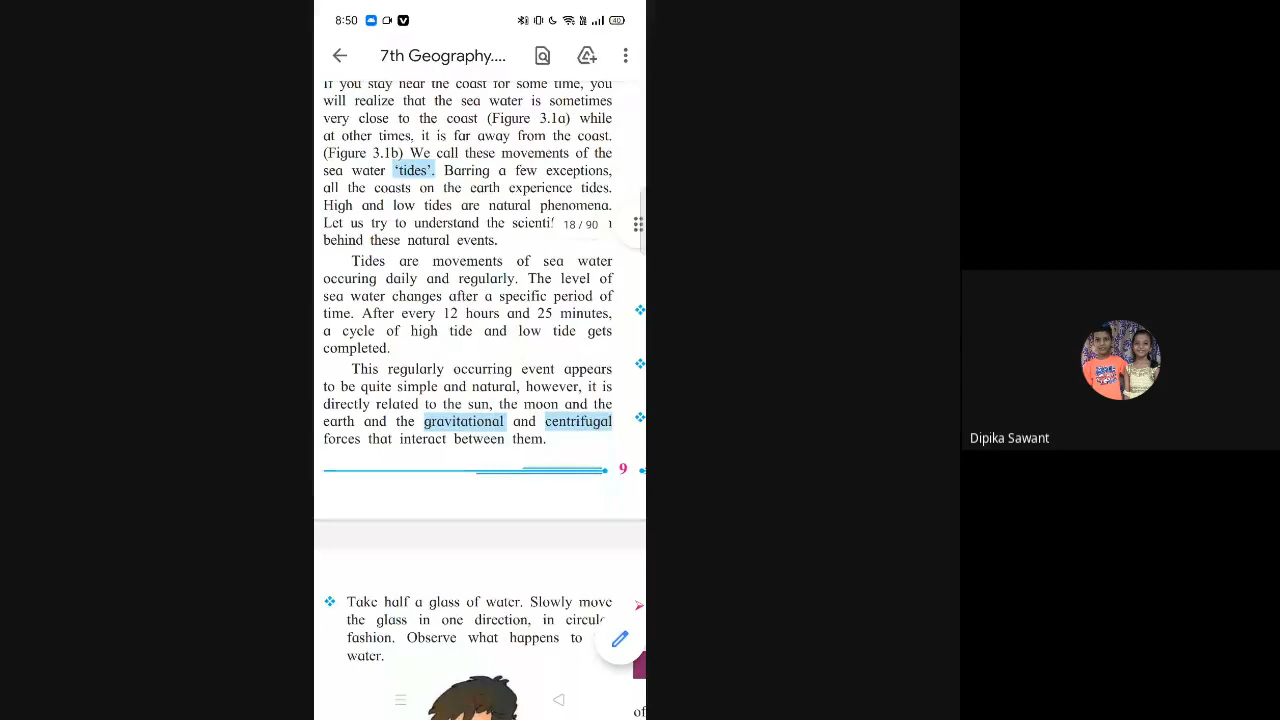 8:50
40
7th Geography....
If you stay near the coast for some time, you
will realize that the sea water is sometimes
very close to the coast (Figure 3.1a) while
at other times, it is far away from the coast.
(Figure 3.1b) We call these movements of the
sea water ‘tides’. Barring a few exceptions,
all the coasts on the earth experience tides.
High and low tides are natural phenomena.
Let us try to understand the
18 / 90
behind these natural events.
Tides are movements of sea water
occuring daily and regularly. The level of
sea water changes after a specific period of
time. After every 12 hours and 25 minutes,
a cycle of high tide and low tide gets
completed.
This regularly occuring event appears
to be quite simple and natural, however, it is
directly related to the sun, the moon and the
earth and the gravitational and centrifugal
forces that interact between them.
9
Take half a glass of water. Slowly move
the glass in one direction, in
fashion. Observe what happens to
water.
of
Dipika Sawant